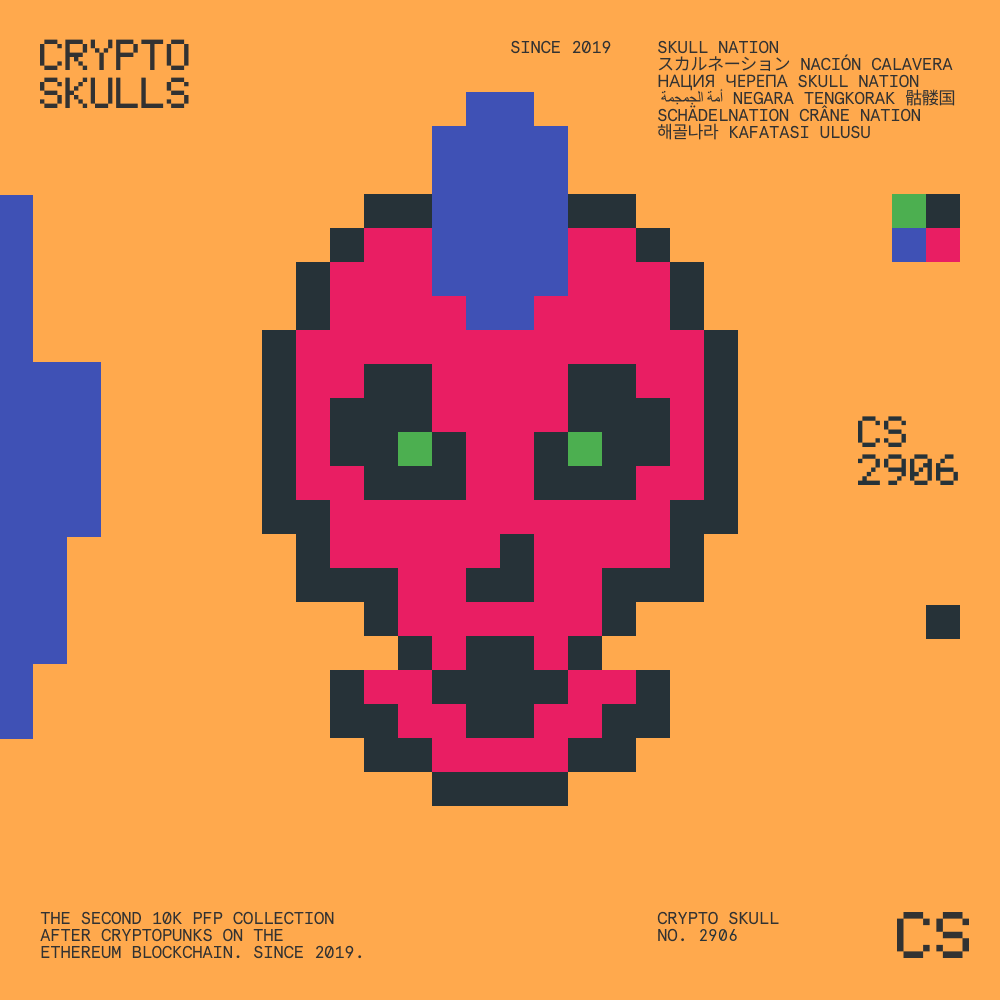 CRYPTO
SKULLS
SINCE 2019
SKULL NATION
スカルネーション NACIÓN CALAVERA
НАЦИЯ ЧЕРЕПА SKULL NATION
أمة الجمجمة NEGARA TENGKORAK 骷髅国
SCHÄDELNATION CRÂNE NATION
해골나라 KAFATASI ULUSU
CS
2906
THE SECOND 10K PFP COLLECTION
AFTER CRYPTOPUNKS ON THE
ETHEREUM BLOCKCHAIN. SINCE 2019.
CRYPTO SKULL
NO. 2906
CS